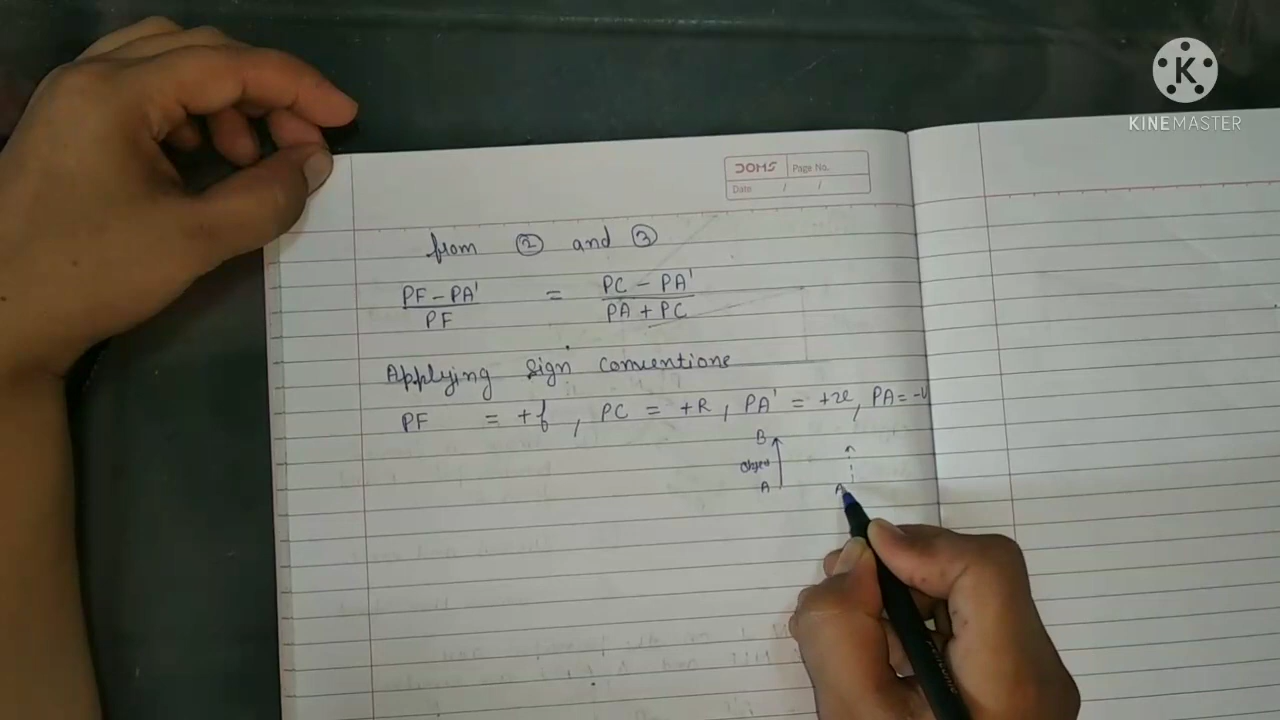 KINEMASTER
DOMS Page No.
Date / /
from ② and ③
PF – PA' = PC – PA'
PF PA + PC
Applying sign conventions
PF = +f, PC = +R, PA' = +ve, PA = -U
B
Object
A
A